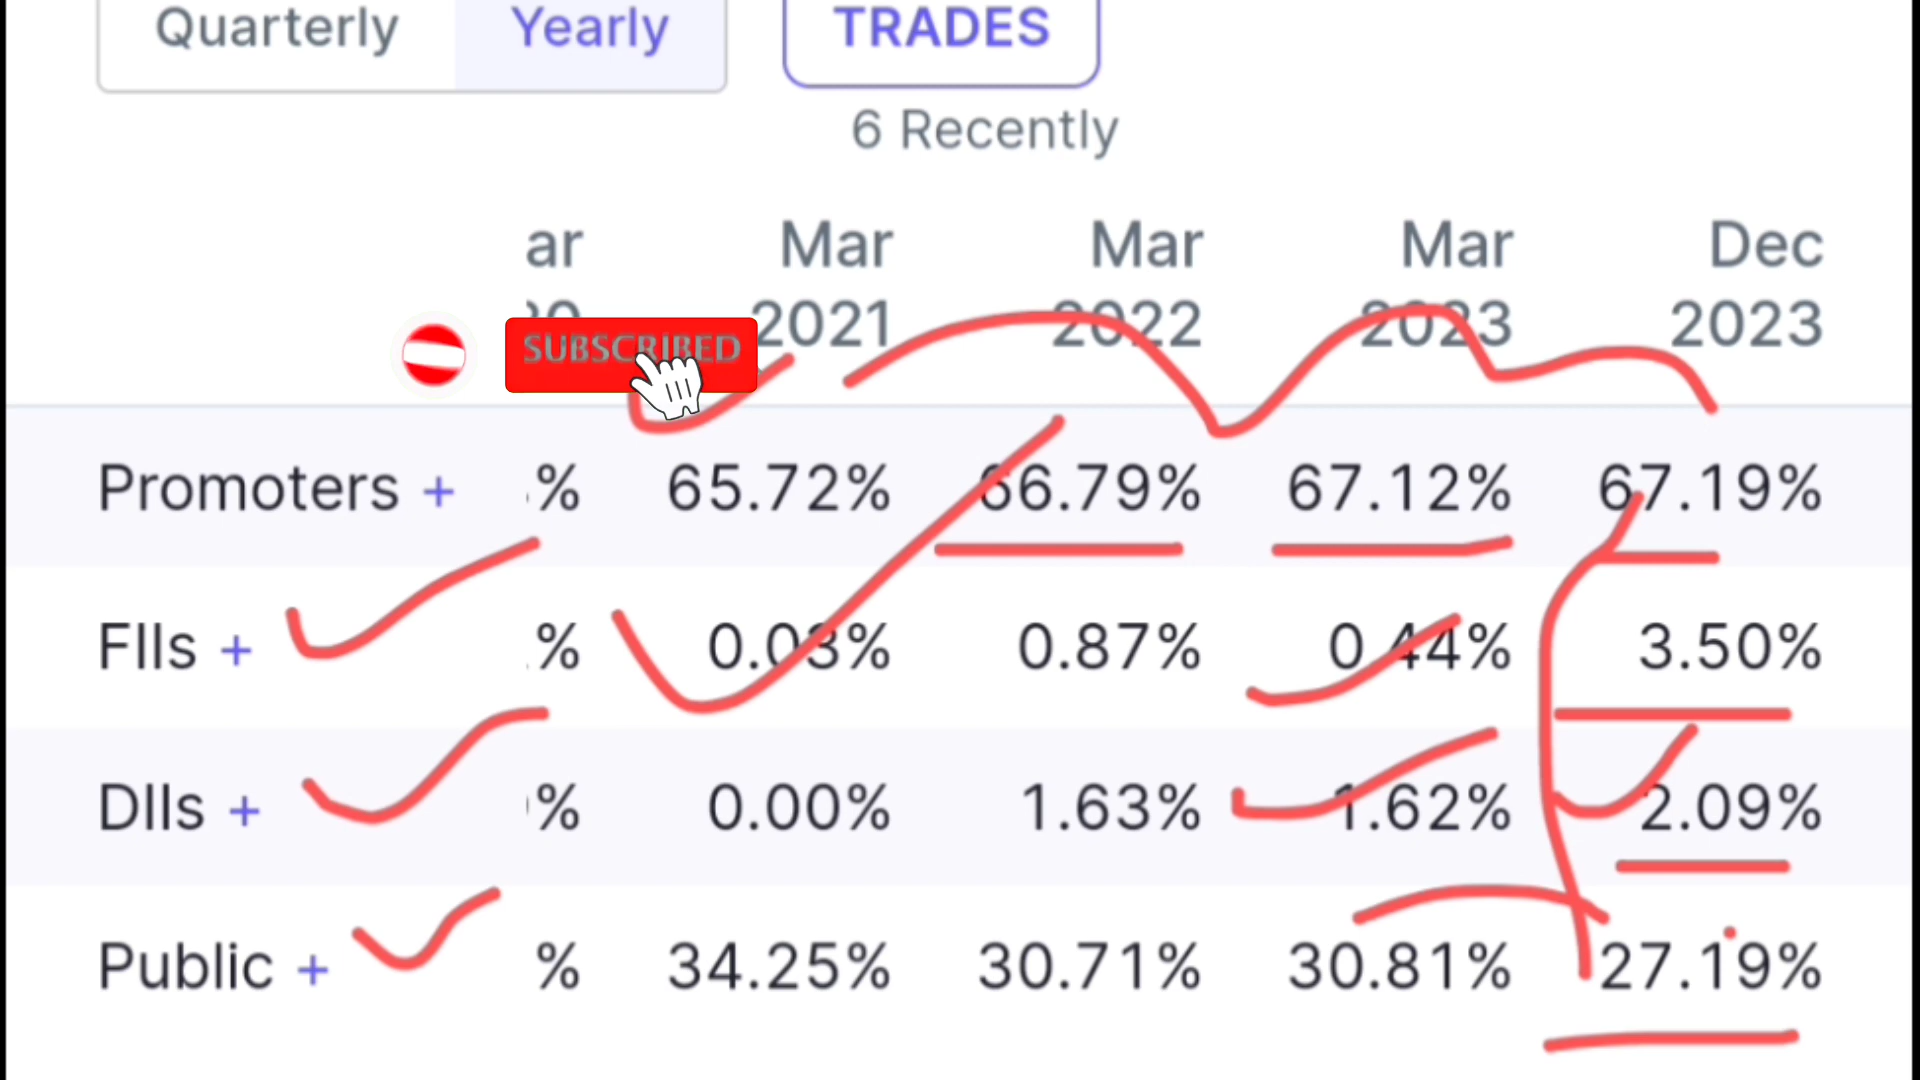 Quarterly Yearly TRADES
6 Recently
ar Mar Mar Mar Dec
2021 2022 2023 2023
SUBSCRIBED
Promoters + % 65.72% 66.79% 67.12% 67.19%
FIIs + % 0.03% 0.87% 0.44% 3.50%
DIIs + % 0.00% 1.63% 1.62% 2.09%
Public + % 34.25% 30.71% 30.81% 27.19%